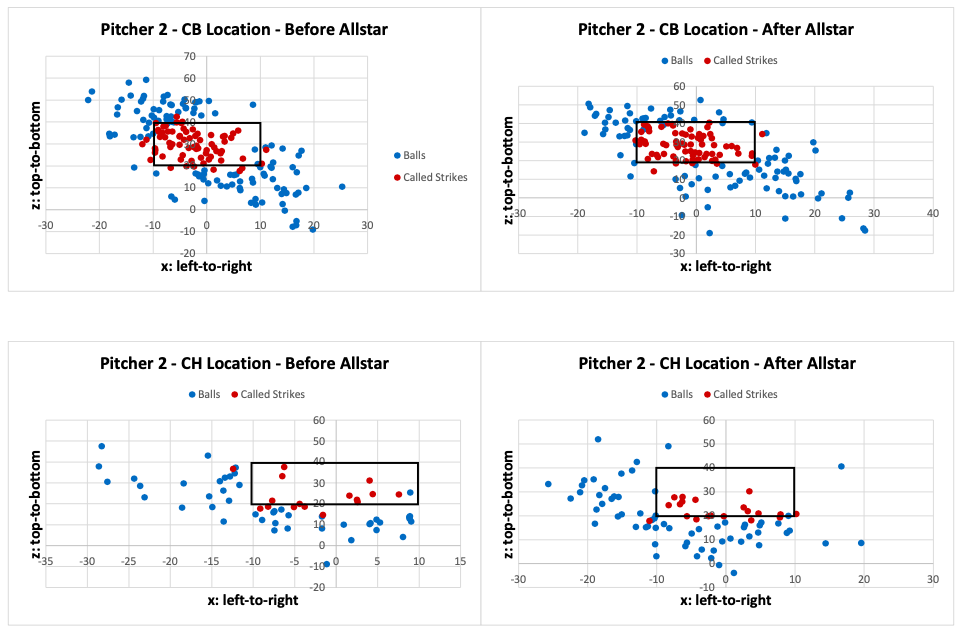 Pitcher 2 - CB Location - Before Allstar
z: top-to-bottom
70
60
50
40
30
20
10
0
-10
-20
-30 -20 -10 0 10 20 30
x: left-to-right
Balls
Called Strikes
Pitcher 2 - CB Location - After Allstar
Balls Called Strikes
z: top-to-bottom
60
50
40
30
20
10
0
-10
-20
-30
-30 -20 -10 0 10 20 30 40
x: left-to-right
Pitcher 2 - CH Location - Before Allstar
Balls Called Strikes
z: top-to-bottom
60
50
40
30
20
10
0
-10
-20
-35 -30 -25 -20 -15 -10 -5 0 5 10 15
x: left-to-right
Pitcher 2 - CH Location - After Allstar
Balls Called Strikes
z: top-to-bottom
60
50
40
30
20
10
0
-10
-30 -20 -10 0 10 20 30
x: left-to-right